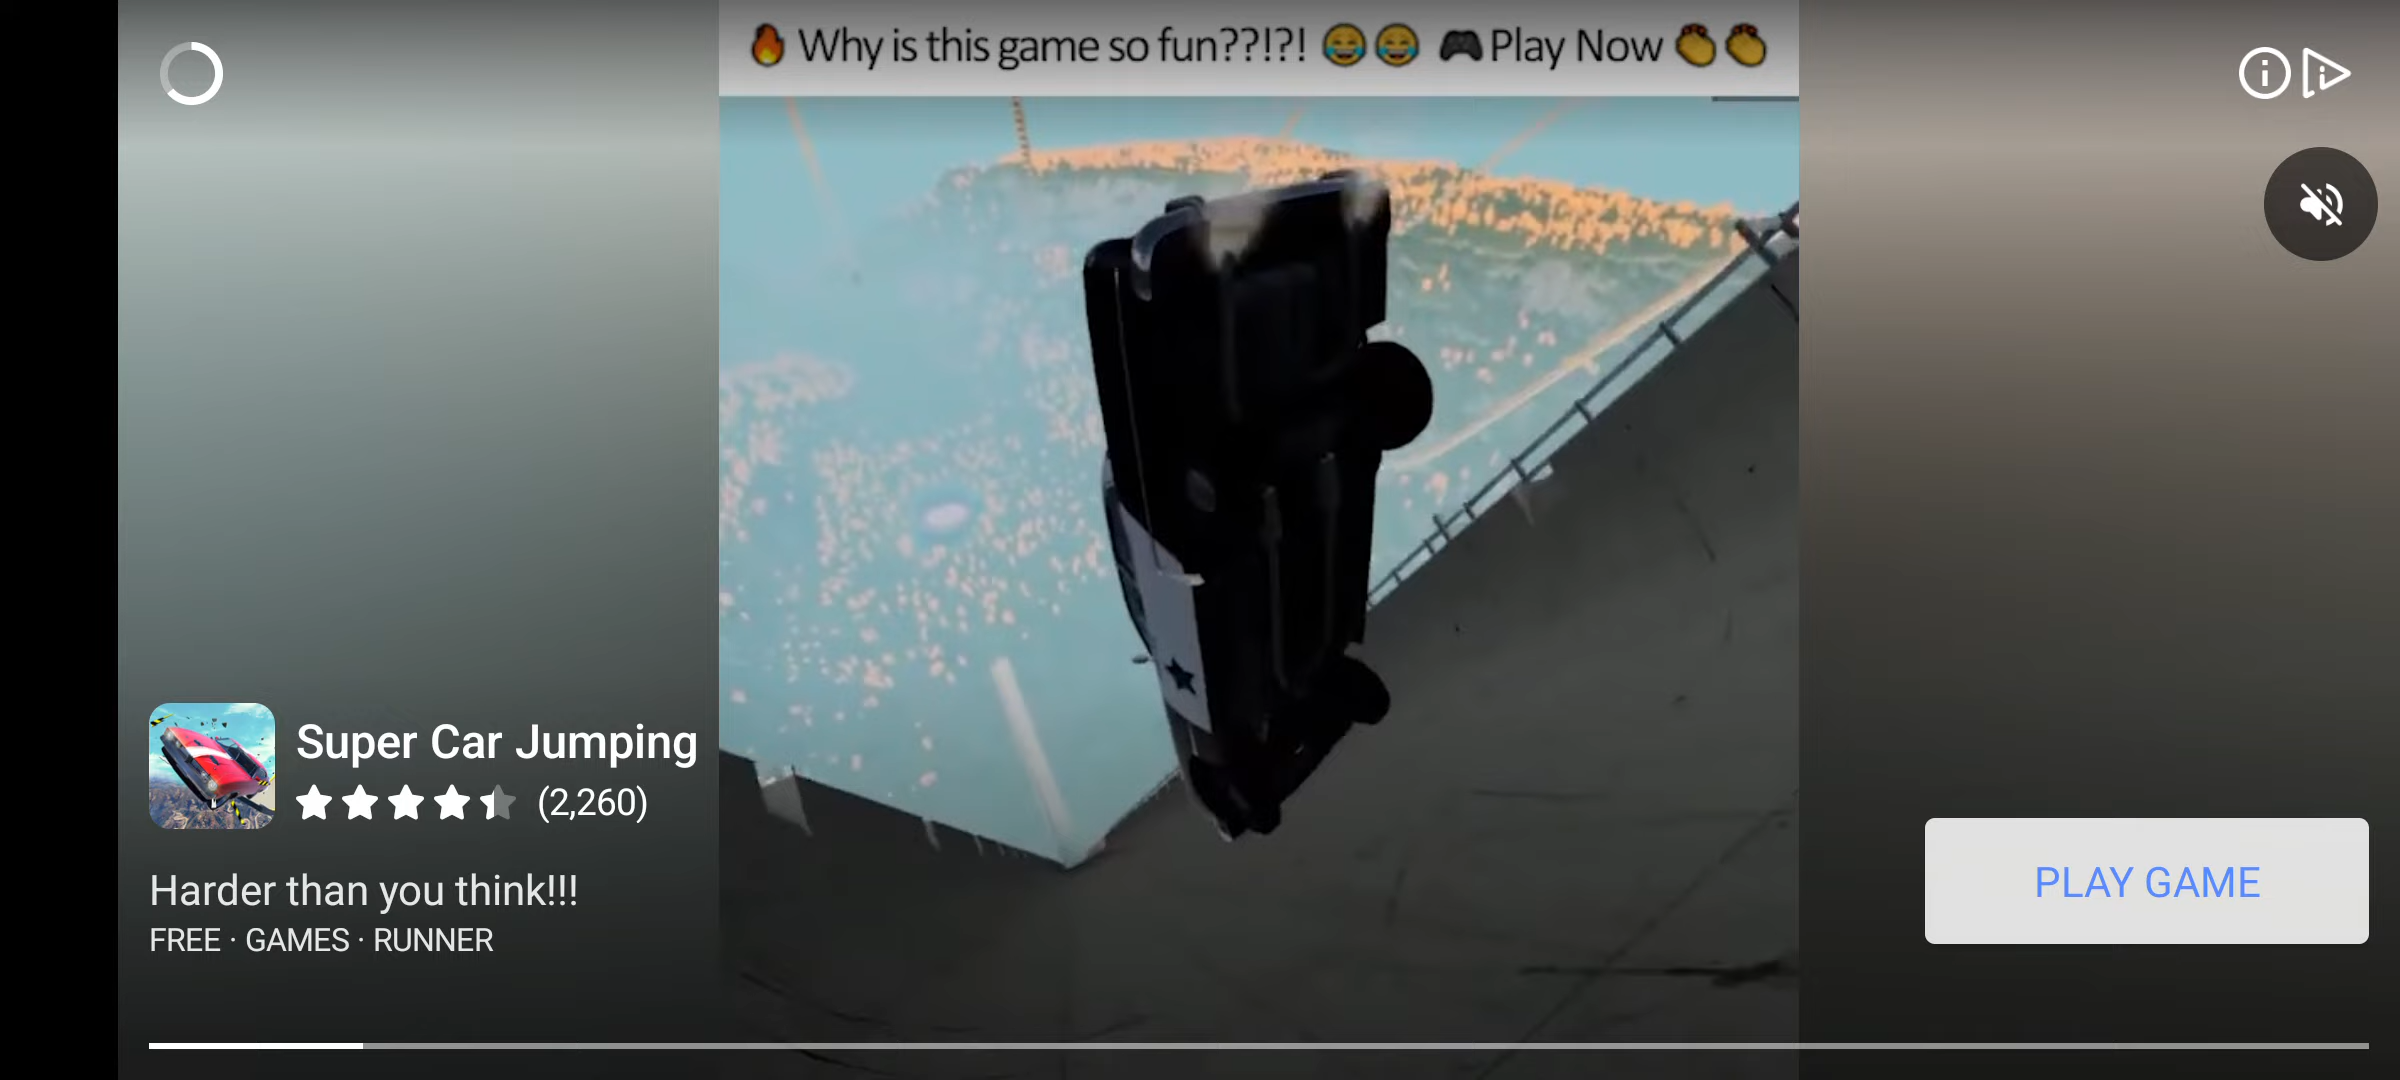 🔥 Why is this game so fun??!?! 😂😂 🎮Play Now 👏👏
Super Car Jumping
(2,260)
Harder than you think!!!
FREE · GAMES · RUNNER
PLAY GAME